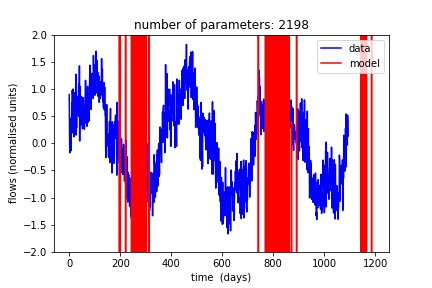 number of parameters: 2198
data
model
flows (normalised units)
2.0
1.5
1.0
0.5
0.0
−0.5
−1.0
−1.5
−2.0
0 200 400 600 800 1000 1200
time (days)